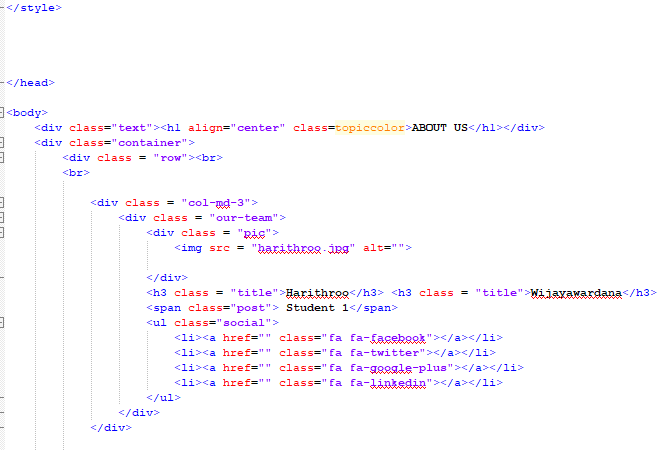 </style>
</head>
<body>
<div class="text"><h1 align="center" class=topiccolor>ABOUT US</h1></div>
<div class="container">
<div class = "row"><br>
<br>
<div class = "col-md-3">
<div class = "our-team">
<div class = "pic">
<img src = "harithroo.jpg" alt="">
</div>
<h3 class = "title">Harithroo</h3> <h3 class = "title">Wijayawardana</h3>
<span class="post"> Student 1</span>
<ul class="social">
<li><a href="" class="fa fa-facebook"></a></li>
<li><a href="" class="fa fa-twitter"></a></li>
<li><a href="" class="fa fa-google-plus"></a></li>
<li><a href="" class="fa fa-linkedin"></a></li>
</ul>
</div>
</div>